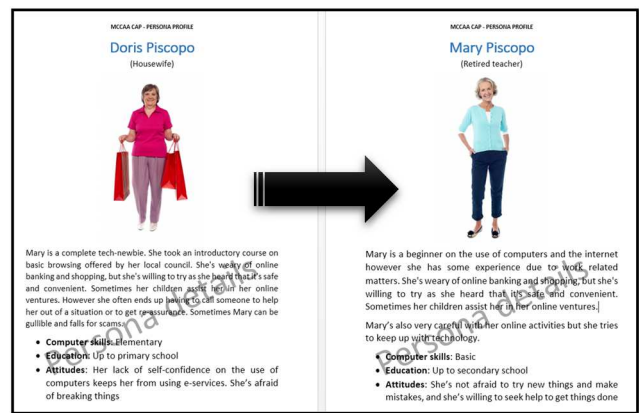 MCCAA CAP - PERSONA PROFILE
Doris Piscopo
(Housewife)
Mary is a complete tech-newbie. She took an introductory course on
basic browsing offered by her local council. She's weary of online
banking and shopping, but she's willing to try as she heard that it's safe
and convenient. Sometimes her children assist her in her online
ventures. However she often ends up having to call someone to help
her out of a situation or to get re-assurance. Sometimes Mary can be
gullible and falls for scams.
• Computer skills: Elementary
• Education: Up to primary school
• Attitudes: Her lack of self-confidence on the use of
computers keeps her from using e-services. She's afraid
of breaking things
Persona details
MCCAA CAP - PERSONA PROFILE
Mary Piscopo
(Retired teacher)
Mary is a beginner on the use of computers and the internet
however she has some experience due to work related
matters. She's weary of online banking and shopping, but she's
willing to try as she heard that it's safe and convenient.
Sometimes her children assist her in her online ventures.
Mary's also very careful with her online activities but she tries
to keep up with technology.
• Computer skills: Basic
• Education: Up to secondary school
• Attitudes: She's not afraid to try new things and make
mistakes, and she's willing to seek help to get things done
Persona details